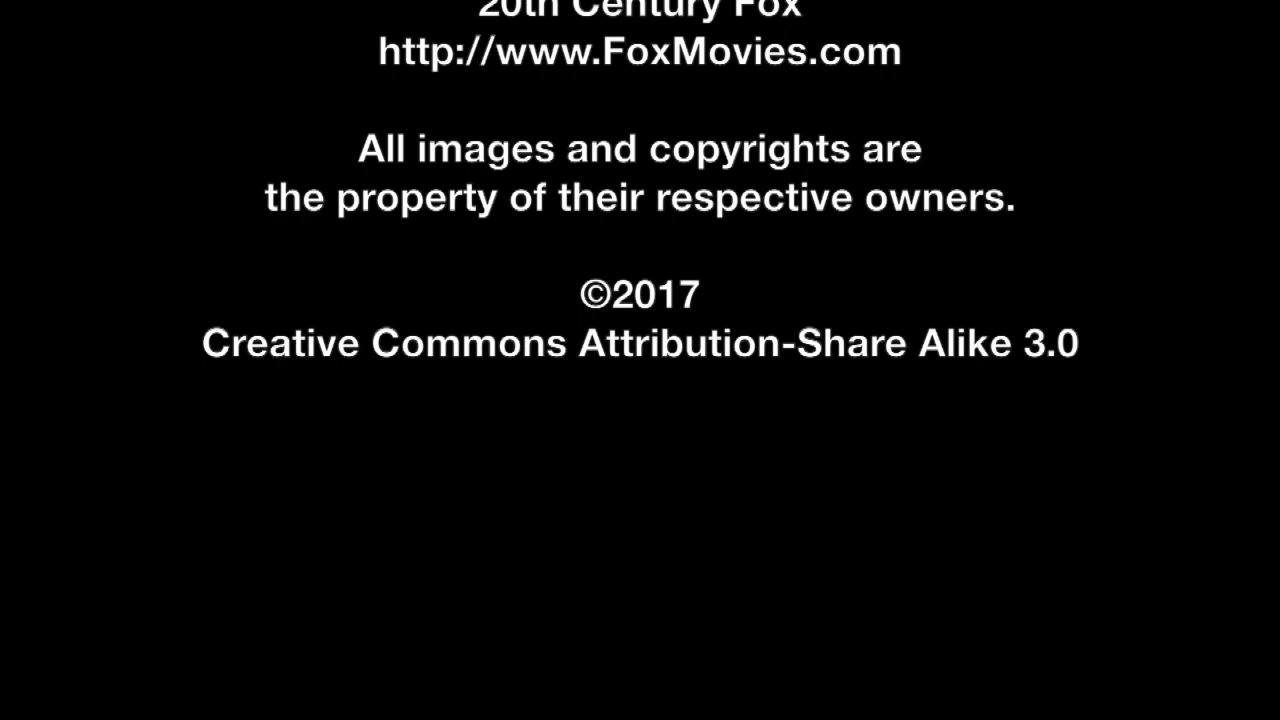 20th Century Fox
http://www.FoxMovies.com
All images and copyrights are
the property of their respective owners.
©2017
Creative Commons Attribution-Share Alike 3.0